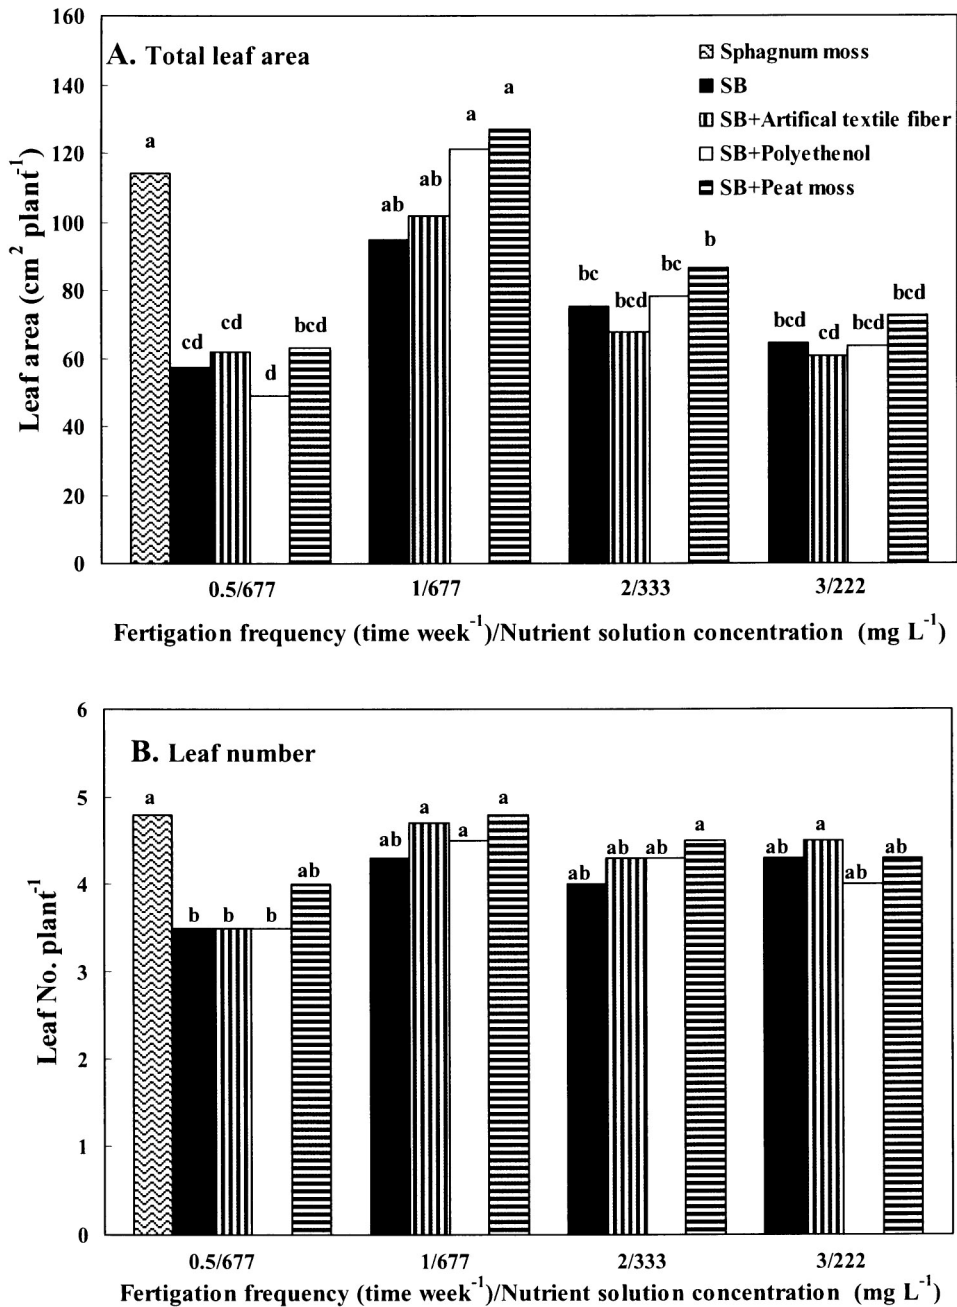 160
140
120
100
80
60
40
20
0
Leaf area (cm² plant⁻¹)
A. Total leaf area
Sphagnum moss
SB
SB+Artifical textile fiber
SB+Polyethenol
SB+Peat moss
a
cd
cd
d
bcd
ab
ab
a
a
bc
bcd
bc
b
bcd
cd
bcd
bcd
0.5/677 1/677 2/333 3/222
Fertigation frequency (time week⁻¹)/Nutrient solution concentration (mg L⁻¹)
6
5
4
3
2
1
0
Leaf No. plant⁻¹
B. Leaf number
a
b
b
b
ab
ab
a
a
a
ab
ab
ab
a
ab
a
ab
ab
0.5/677 1/677 2/333 3/222
Fertigation frequency (time week⁻¹)/Nutrient solution concentration (mg L⁻¹)